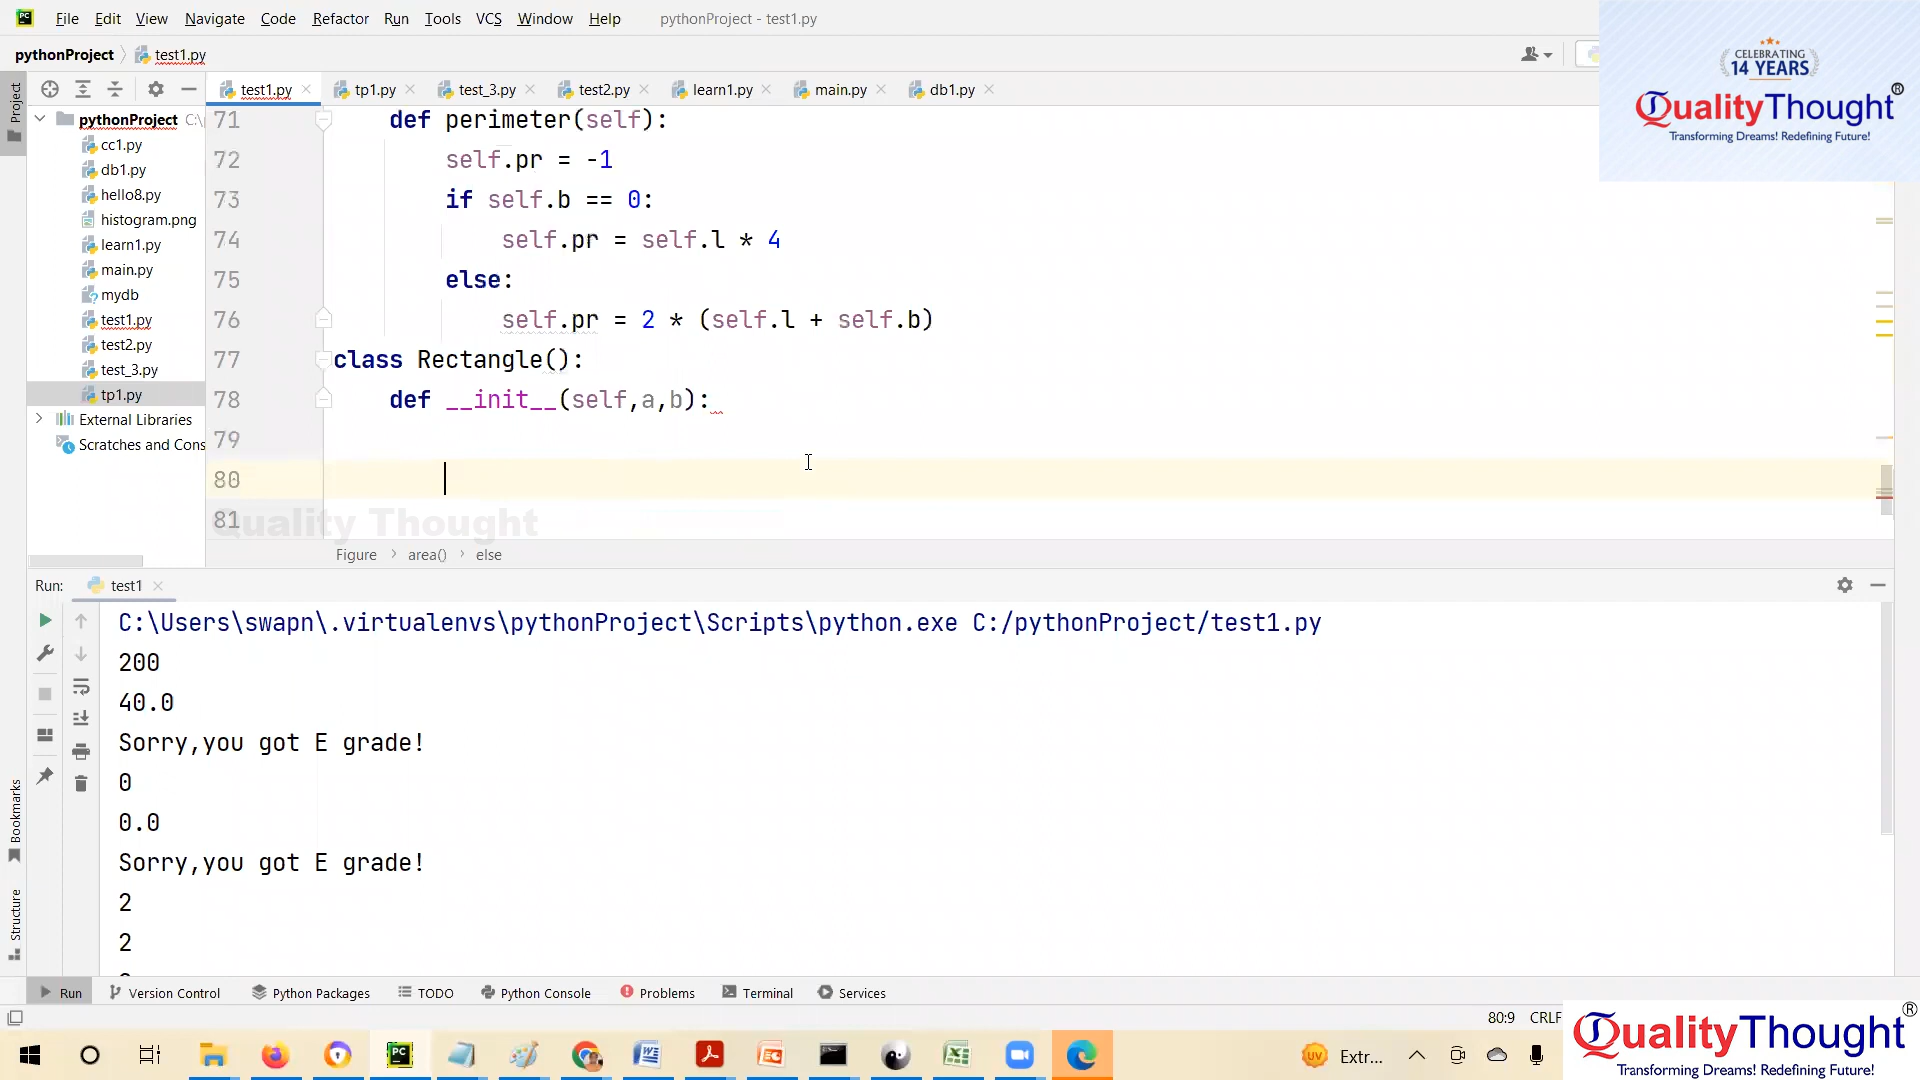 File Edit View Navigate Code Refactor Run Tools VCS Window Help pythonProject - test1.py
pythonProject test1.py
CELEBRATING
14 YEARS
QualityThought®
Transforming Dreams! Redefining Future!
Project
test1.py tp1.py test_3.py test2.py learn1.py main.py db1.py
pythonProject C:\
cc1.py
db1.py
hello8.py
histogram.png
learn1.py
main.py
mydb
test1.py
test2.py
test_3.py
tp1.py
External Libraries
Scratches and Cons
71 def perimeter(self):
72 self.pr = -1
73 if self.b == 0:
74 self.pr = self.l * 4
75 else:
76 self.pr = 2 * (self.l + self.b)
77 class Rectangle():
78 def __init__(self,a,b):
79
80
81
Quality Thought
Figure area() else
Run: test1
C:\Users\swapn\.virtualenvs\pythonProject\Scripts\python.exe C:/pythonProject/test1.py
200
40.0
Sorry,you got E grade!
0
0.0
Sorry,you got E grade!
2
2
Bookmarks
Structure
Run Version Control Python Packages TODO Python Console Problems Terminal Services
80:9 CRLF
UV Extr...
QualityThought®
Transforming Dreams! Redefining Future!